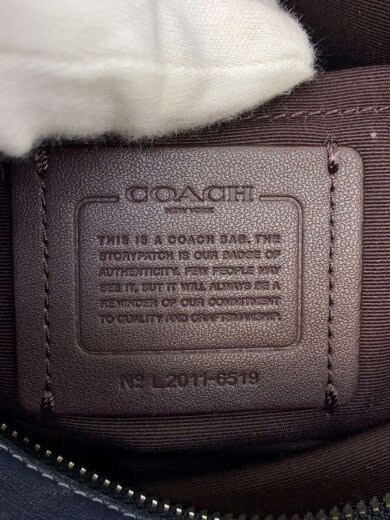 COACH
NEW YORK
THIS IS A COACH BAG. THE
STORYPATCH IS OUR BADGE OF
AUTHENTICITY. FEW PEOPLE MAY
SEE IT, BUT IT WILL ALWAYS BE A
REMINDER OF OUR COMMITMENT
TO QUALITY AND CRAFTSMANSHIP.
Nº L2011-6519